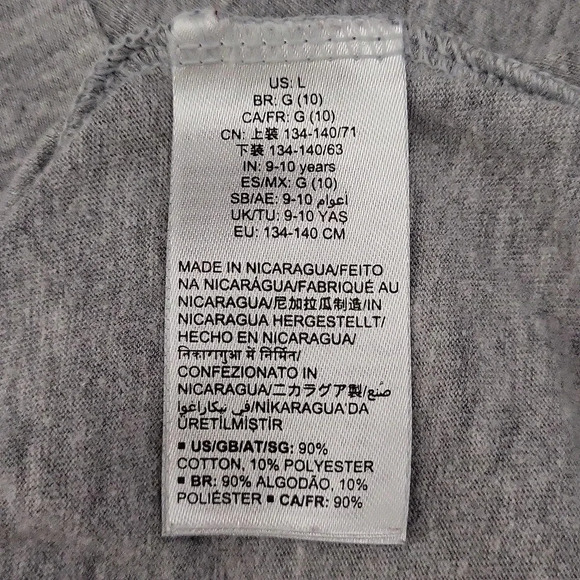 US: L
BR: G (10)
CA/FR: G (10)
CN: 上装 134-140/71
下装 134-140/63
IN: 9-10 years
ES/MX: G (10)
SB/AE: 9-10 اعوام
UK/TU: 9-10 YAŞ
EU: 134-140 CM
MADE IN NICARAGUA/FEITO
NA NICARÁGUA/FABRIQUÉ AU
NICARAGUA/尼加拉瓜制造/IN
NICARAGUA HERGESTELLT/
HECHO EN NICARAGUA/
निकारागुआ में निर्मित/
CONFEZIONATO IN
NICARAGUA/ニカラグア製/صنع
في نيكاراغوا/NİKARAGUA'DA
ÜRETİLMİŞTİR
▪ US/GB/AT/SG: 90%
COTTON, 10% POLYESTER
▪ BR: 90% ALGODÃO, 10%
POLIÉSTER ▪ CA/FR: 90%